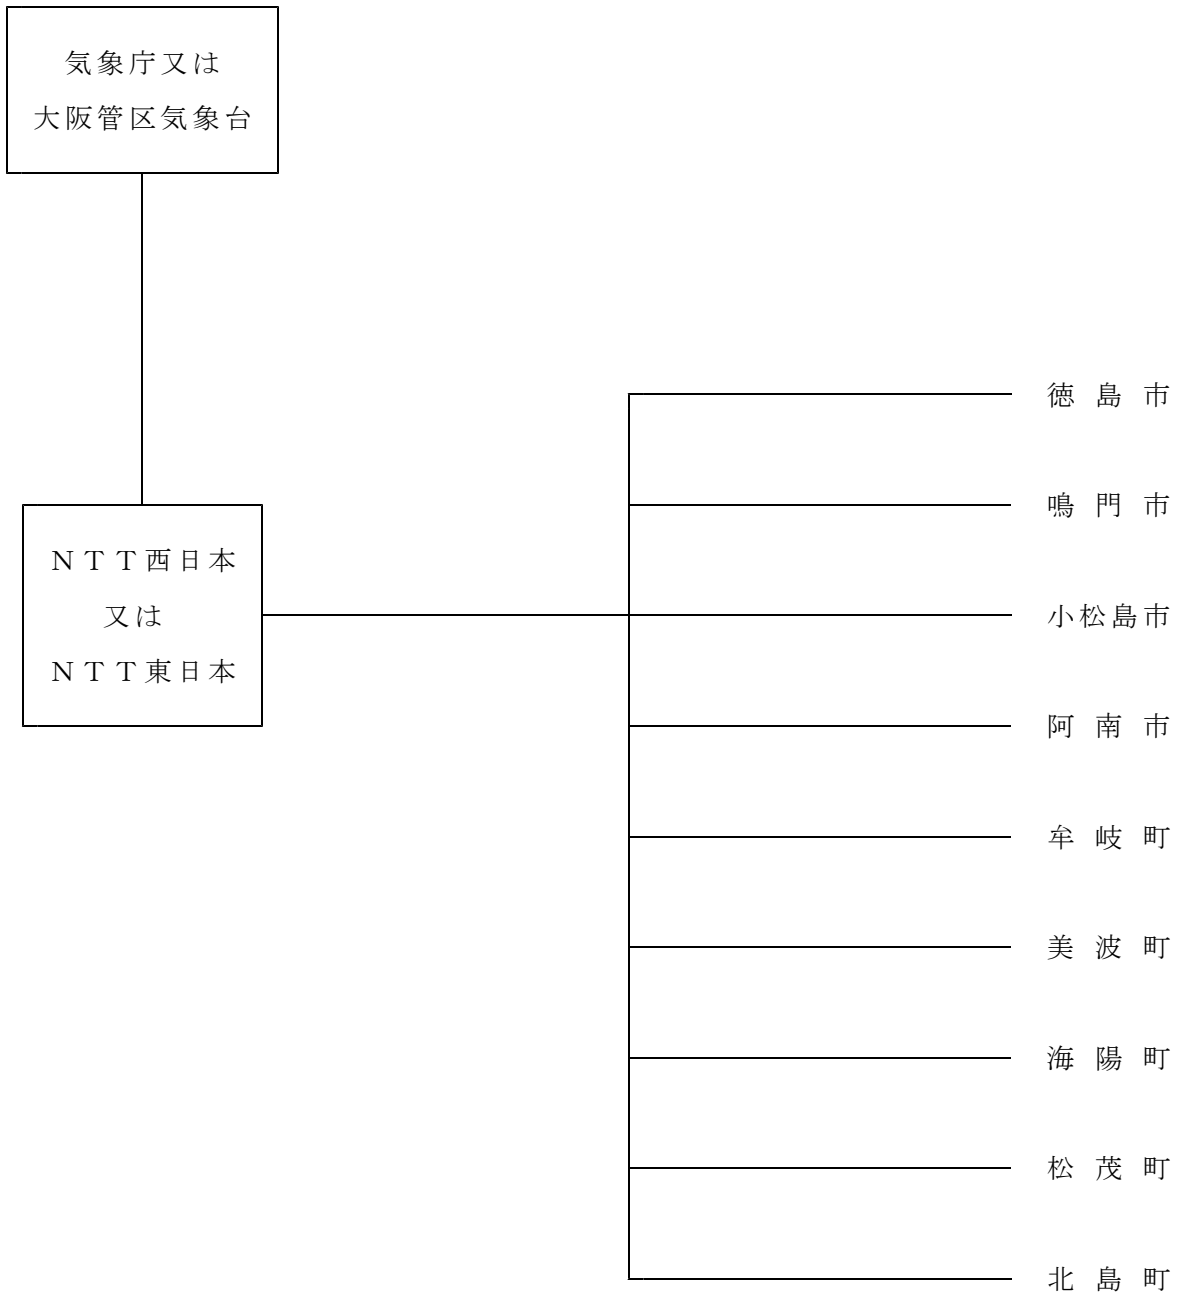 気象庁又は
大阪管区気象台
ＮＴＴ西日本
又は
ＮＴＴ東日本
徳島市
鳴門市
小松島市
阿南市
牟岐町
美波町
海陽町
松茂町
北島町